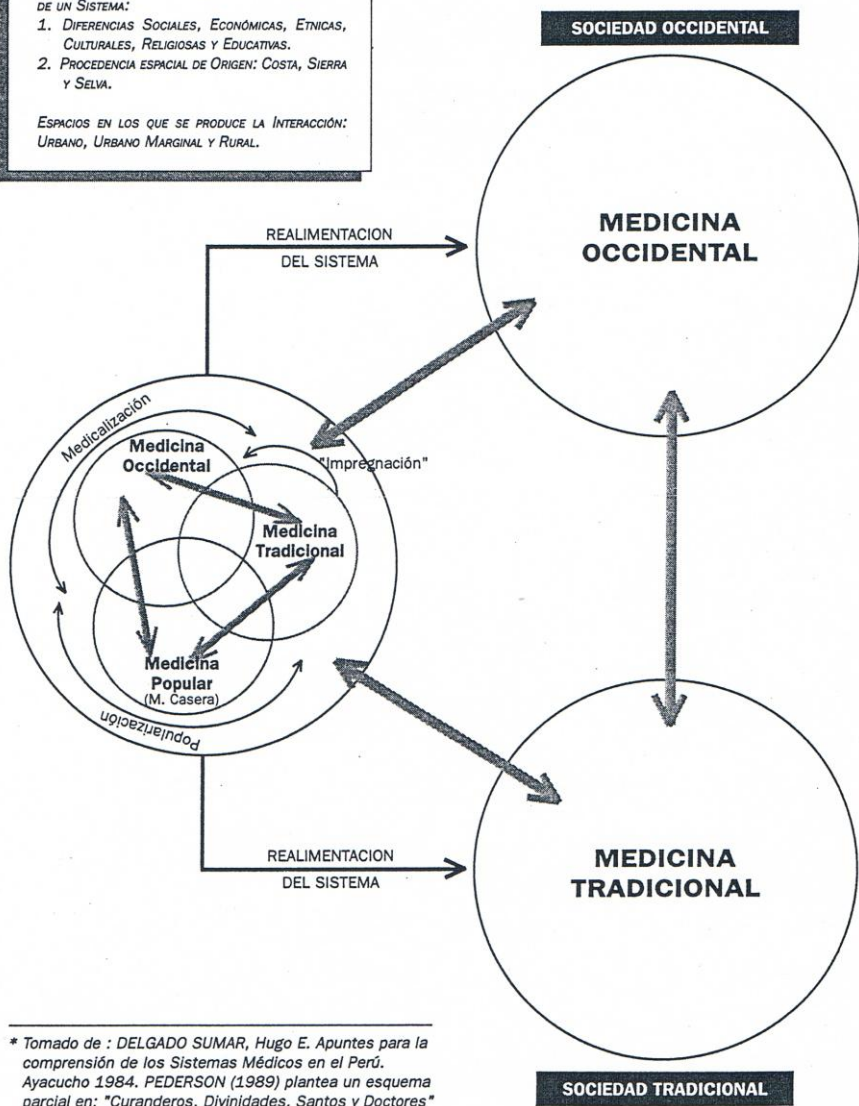 DE UN SISTEMA:
1. DIFERENCIAS SOCIALES, ECONÓMICAS, ETNICAS,
CULTURALES, RELIGIOSAS Y EDUCATIVAS.
2. PROCEDENCIA ESPACIAL DE ORIGEN: COSTA, SIERRA
Y SELVA.
ESPACIOS EN LOS QUE SE PRODUCE LA INTERACCIÓN:
URBANO, URBANO MARGINAL Y RURAL.
SOCIEDAD OCCIDENTAL
MEDICINA
OCCIDENTAL
REALIMENTACION
DEL SISTEMA
Medicalización
Medicina
Occidental
"Impregnación"
Medicina
Tradicional
Medicina
Popular
(M. Casera)
Popularización
REALIMENTACION
DEL SISTEMA
MEDICINA
TRADICIONAL
SOCIEDAD TRADICIONAL
* Tomado de : DELGADO SUMAR, Hugo E. Apuntes para la
comprensión de los Sistemas Médicos en el Perú.
Ayacucho 1984. PEDERSON (1989) plantea un esquema
parcial en: "Curanderos, Divinidades, Santos y Doctores"